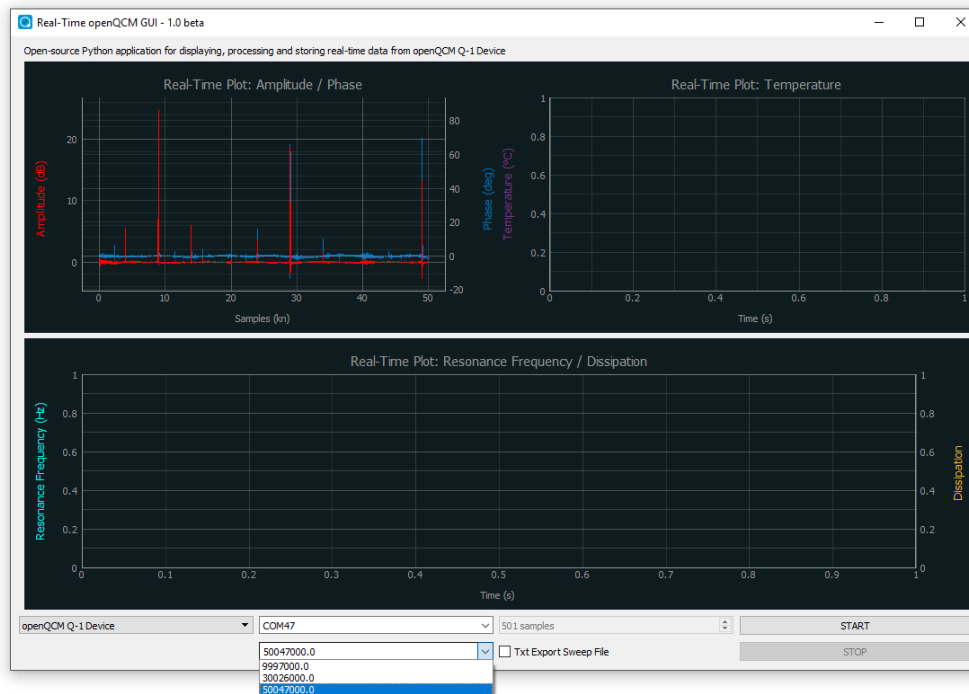 Real-Time openQCM GUI - 1.0 beta
Open-source Python application for displaying, processing and storing real-time data from openQCM Q-1 Device
Real-Time Plot: Amplitude / Phase
Amplitude (dB)
20
10
0
80
60
40
20
0
-20
Phase (deg)
0 10 20 30 40 50
Samples (kn)
Real-Time Plot: Temperature
Temperature (°C)
1
0.8
0.6
0.4
0.2
0
0 0.2 0.4 0.6 0.8 1
Time (s)
Real-Time Plot: Resonance Frequency / Dissipation
Resonance Frequency (Hz)
1
0.8
0.6
0.4
0.2
0
1
0.8
0.6
0.4
0.2
0
Dissipation
0 0.1 0.2 0.3 0.4 0.5 0.6 0.7 0.8 0.9 1
Time (s)
openQCM Q-1 Device COM47 501 samples START
50047000.0 Txt Export Sweep File STOP
9997000.0
30026000.0
50047000.0